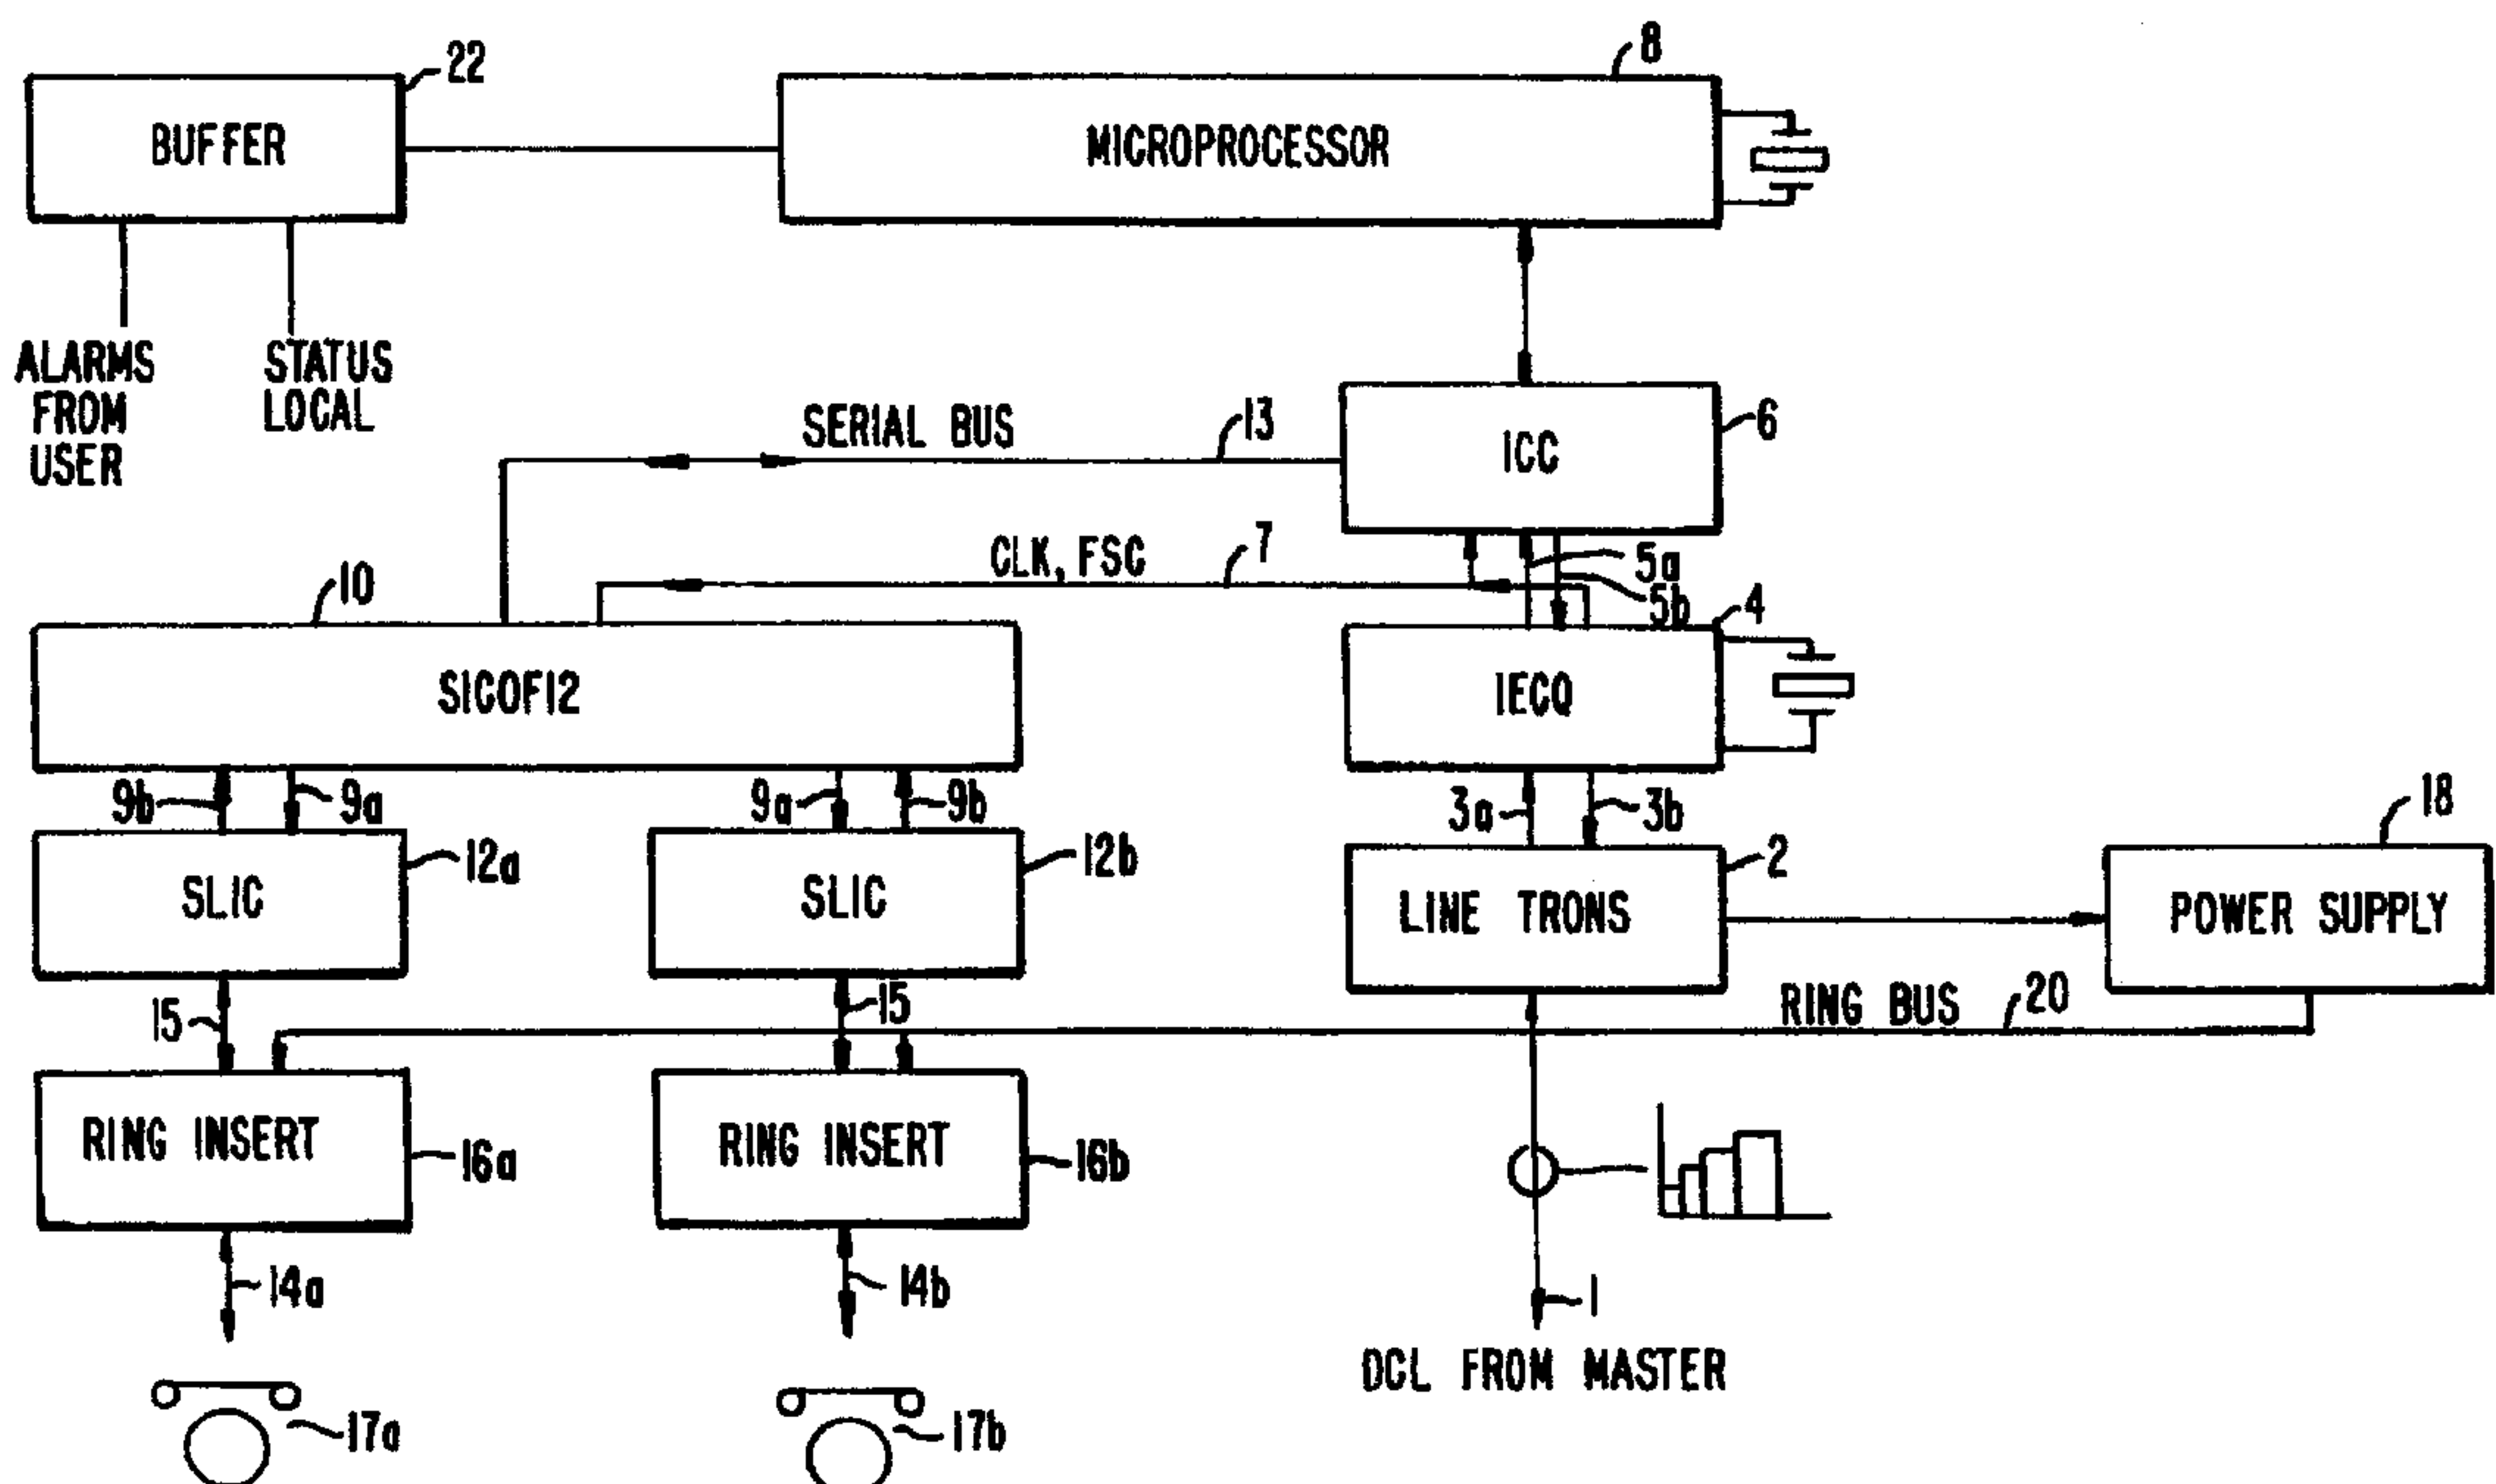 22
8
BUFFER
MICROPROCESSOR
ALARMS
FROM
USER
STATUS
LOCAL
SERIAL BUS
13
ICC
6
CLK, FSC
7
5a
5b
10
4
SICOFI2
IECQ
9b
9a
9a
9b
3a
3b
18
12a
12b
2
SLIC
SLIC
LINE TRONS
POWER SUPPLY
15
15
RING BUS
20
RING INSERT
16a
RING INSERT
16b
14a
14b
1
DCL FROM MASTER
17a
17b